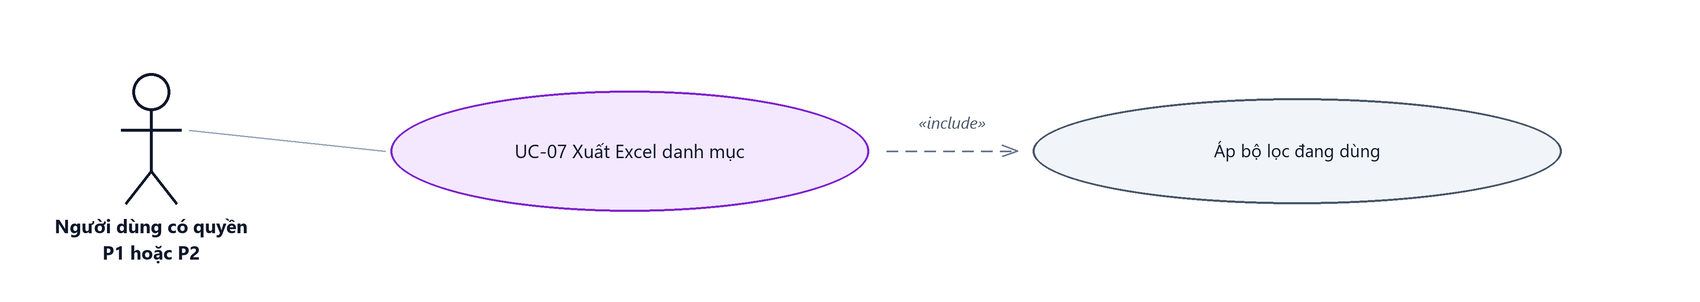 «include»
UC-07 Xuất Excel danh mục
Áp bộ lọc đang dùng
Người dùng có quyền
P1 hoặc P2